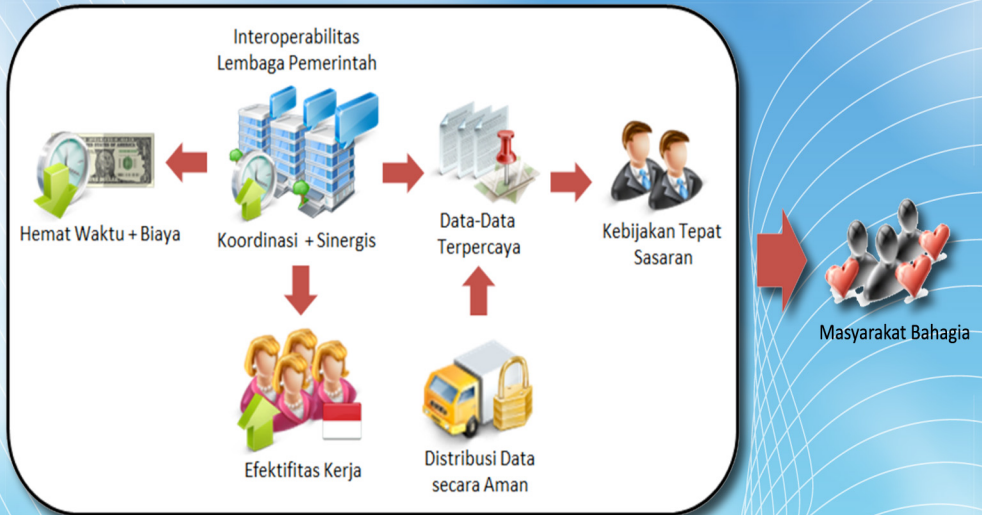 Interoperabilitas
Lembaga Pemerintah
Hemat Waktu + Biaya
Koordinasi + Sinergis
Data-Data
Terpercaya
Kebijakan Tepat
Sasaran
Masyarakat Bahagia
Efektifitas Kerja
Distribusi Data
secara Aman